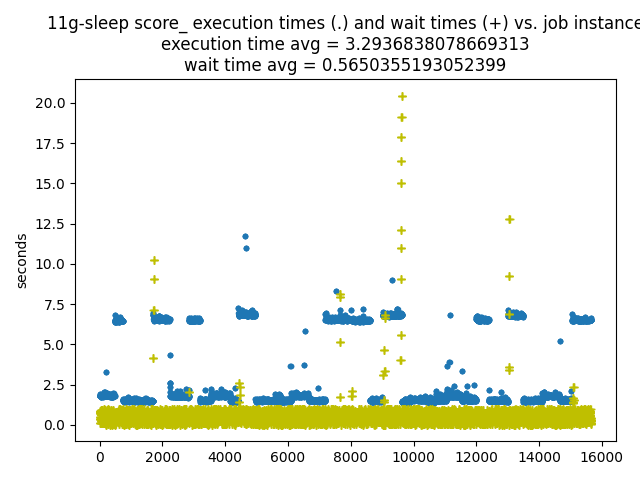 11g-sleep score_ execution times (.) and wait times (+) vs. job instance
execution time avg = 3.2936838078669313
wait time avg = 0.5650355193052399
20.0
17.5
15.0
12.5
10.0
7.5
5.0
2.5
0.0
seconds
0 2000 4000 6000 8000 10000 12000 14000 16000